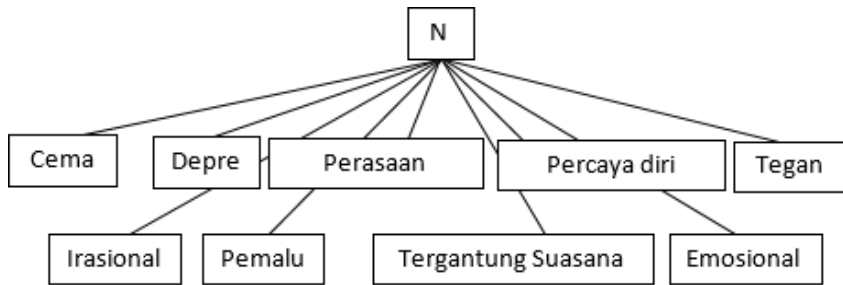 N
Cema
Depre
Perasaan
Percaya diri
Tegan
Irasional
Pemalu
Tergantung Suasana
Emosional